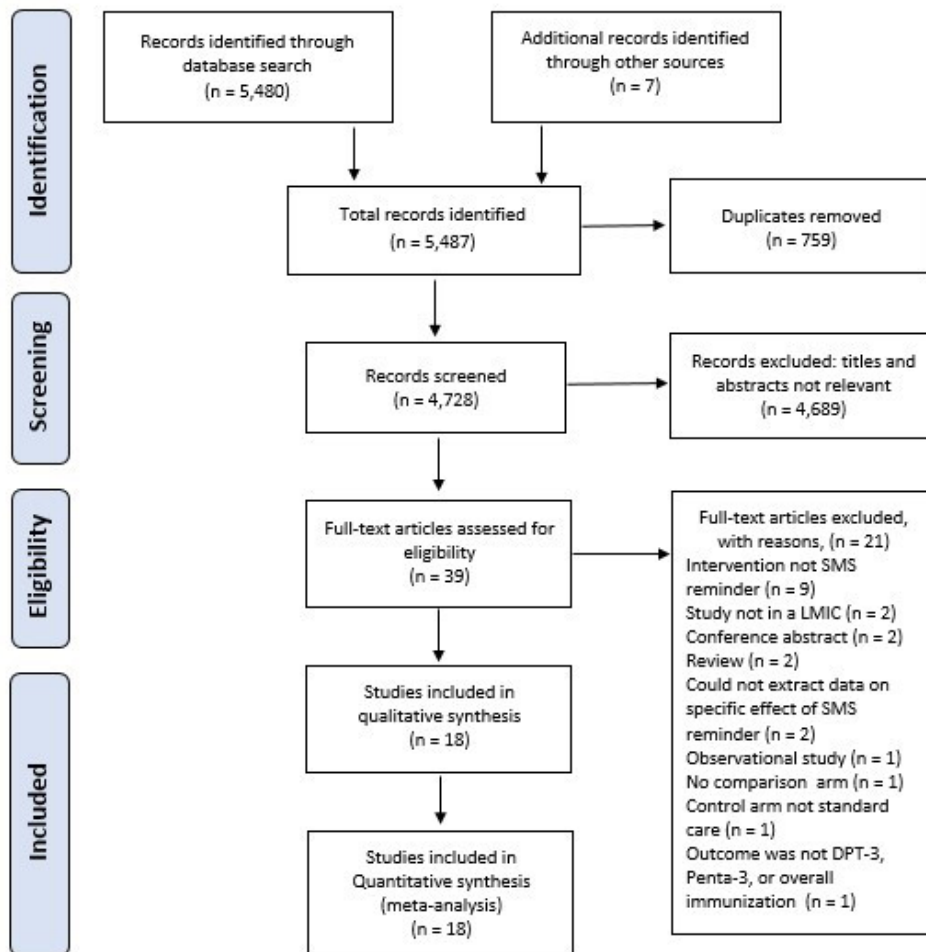 Identification
Records identified through
database search
(n = 5,480)
Additional records identified
through other sources
(n = 7)
Total records identified
(n = 5,487)
Duplicates removed
(n = 759)
Screening
Records screened
(n = 4,728)
Records excluded: titles and
abstracts not relevant
(n = 4,689)
Eligibility
Full-text articles assessed for
eligibility
(n = 39)
Full-text articles excluded,
with reasons, (n = 21)
Intervention not SMS
reminder (n = 9)
Study not in a LMIC (n = 2)
Conference abstract (n = 2)
Review (n = 2)
Could not extract data on
specific effect of SMS
reminder (n = 2)
Observational study (n = 1)
No comparison arm (n = 1)
Control arm not standard
care (n = 1)
Outcome was not DPT-3,
Penta-3, or overall
immunization (n = 1)
Included
Studies included in
qualitative synthesis
(n = 18)
Studies included in
Quantitative synthesis
(meta-analysis)
(n = 18)